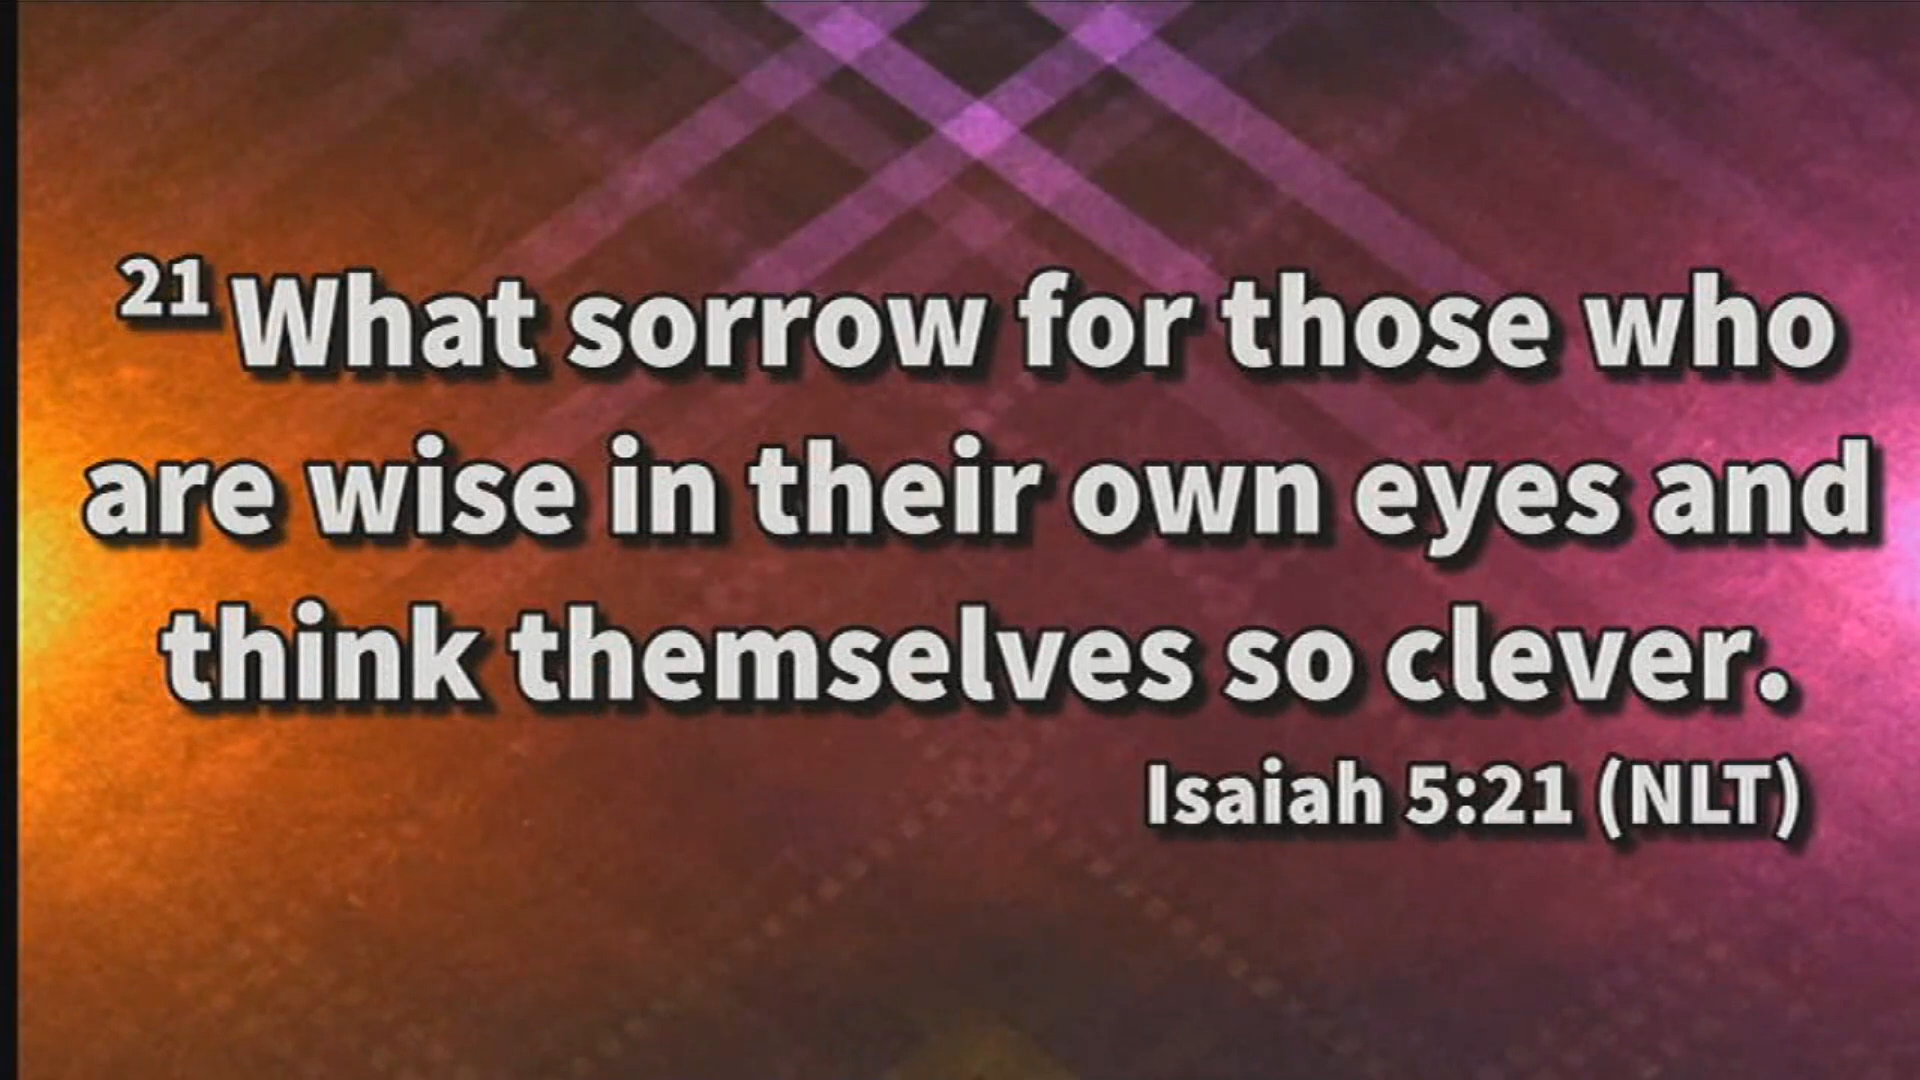 21 What sorrow for those who
are wise in their own eyes and
think themselves so clever.
Isaiah 5:21 (NLT)